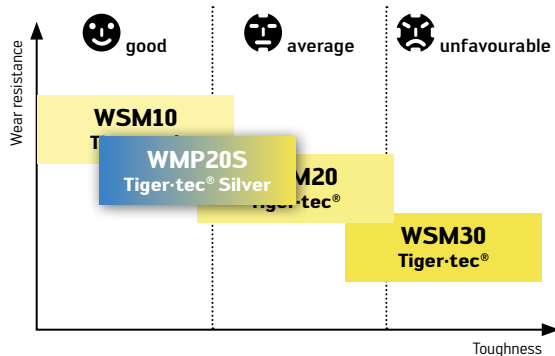 good
average
unfavourable
Wear resistance
WSM10
WMP20S
Tiger·tec® Silver
Tiger·tec®
WSM30
Tiger·tec®
Toughness